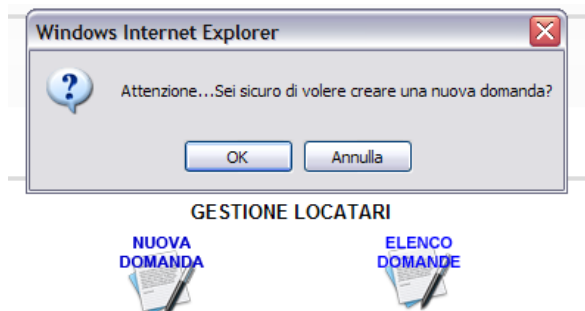 Windows Internet Explorer
Attenzione...Sei sicuro di volere creare una nuova domanda?
OK Annulla
GESTIONE LOCATARI
NUOVA ELENCO
DOMANDA DOMANDE